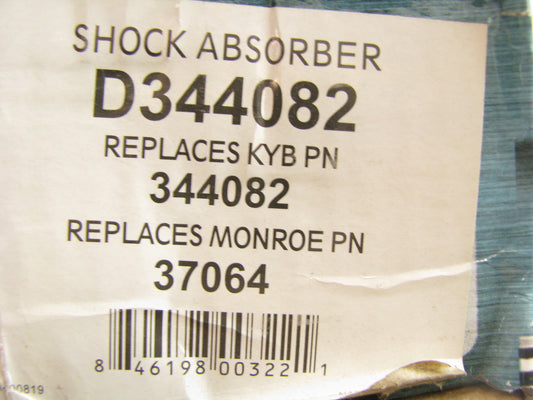 SHOCK ABSORBER
D344082
REPLACES KYB PN
344082
REPLACES MONROE PN
37064
8 46198 00322 1